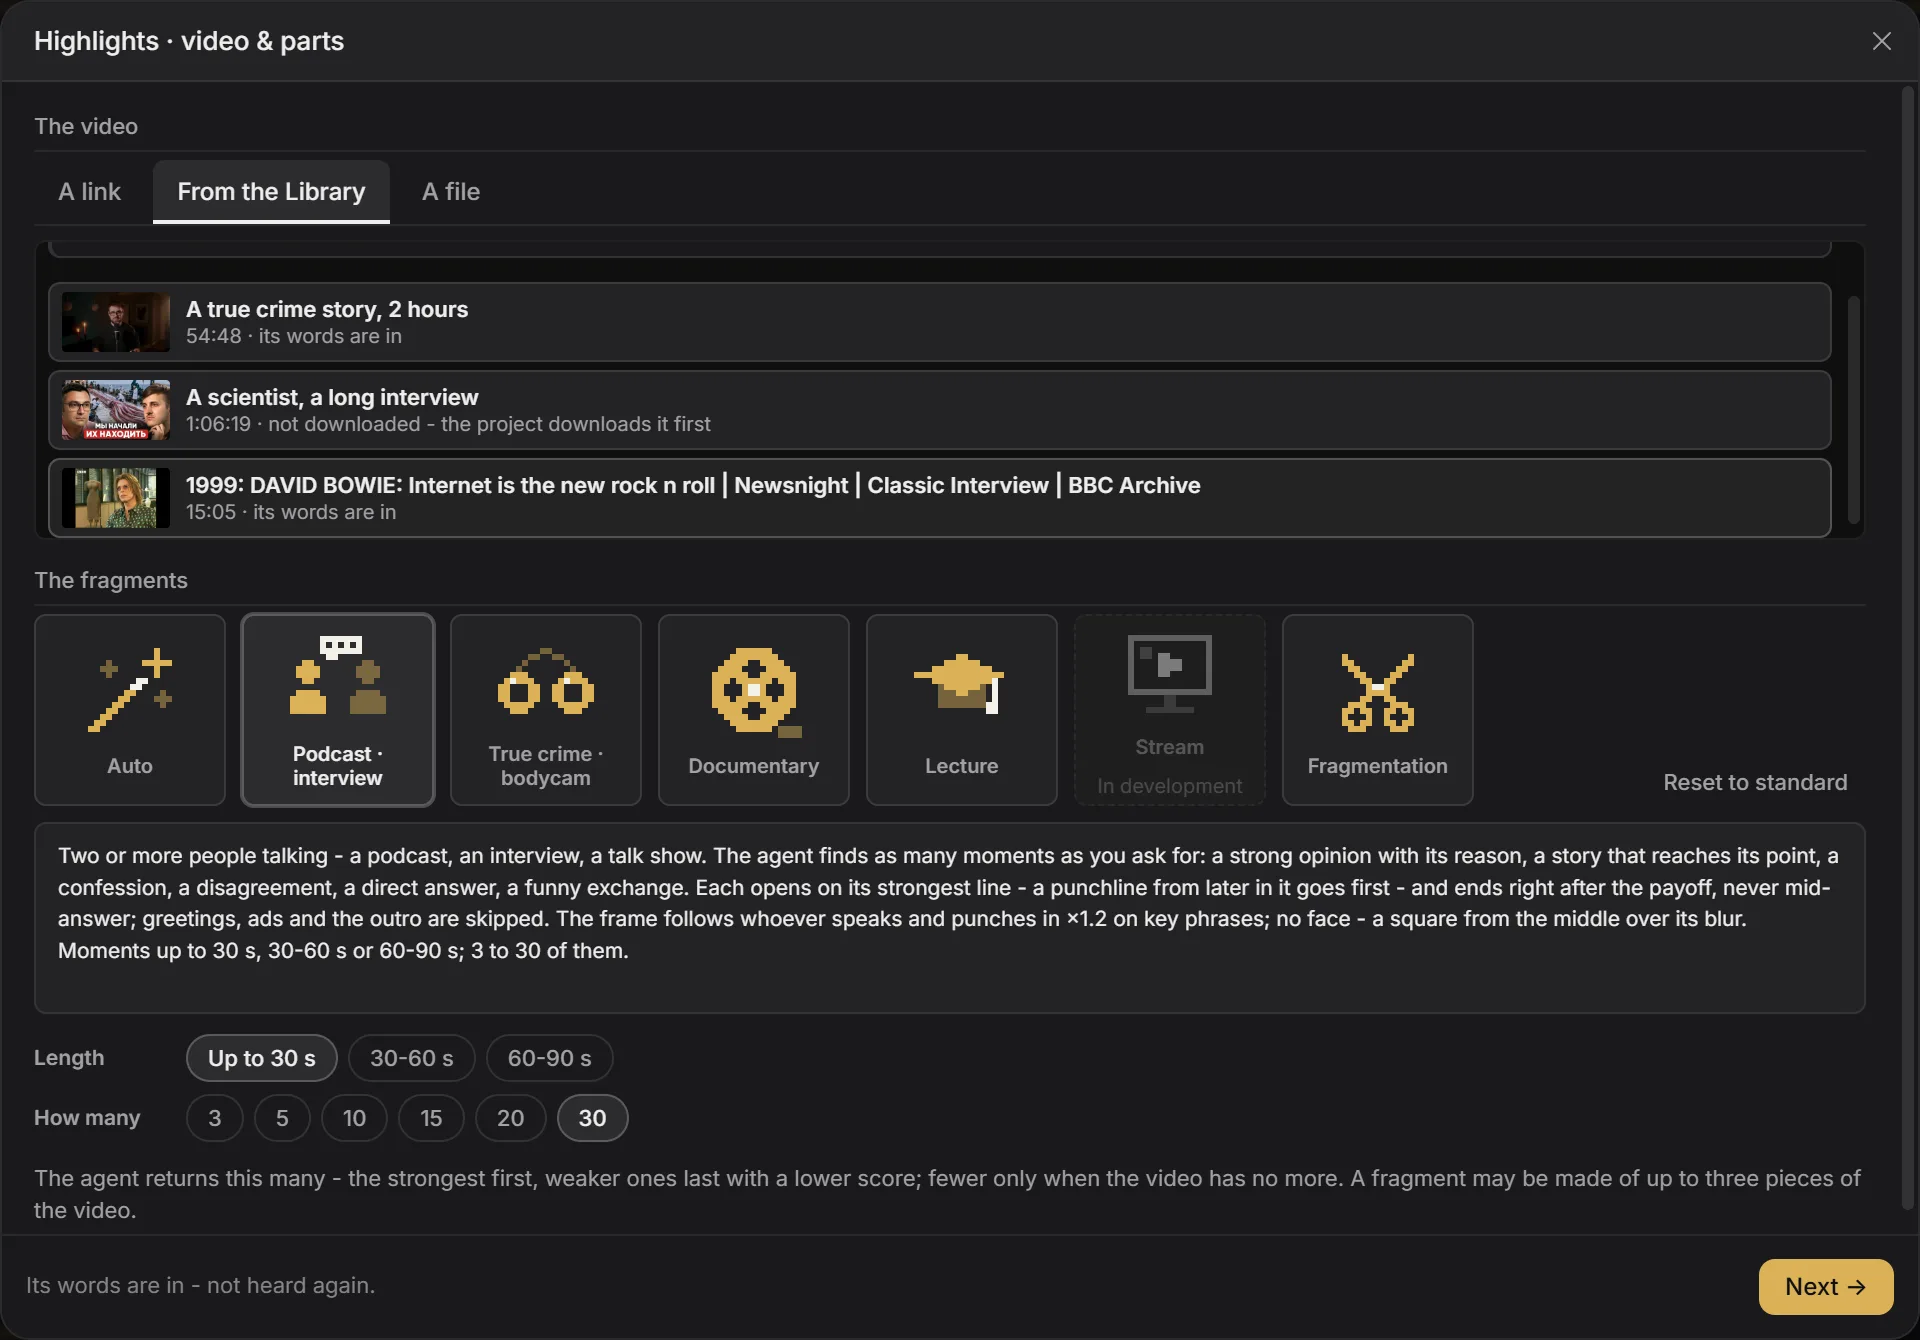 Highlights · video & parts
The video
A link
From the Library
A file
A true crime story, 2 hours
54:48 · its words are in
МЫ НАЧАЛИ
ИХ НАХОДИТЬ
A scientist, a long interview
1:06:19 · not downloaded - the project downloads it first
1999: DAVID BOWIE: Internet is the new rock n roll | Newsnight | Classic Interview | BBC Archive
15:05 · its words are in
The fragments
Auto
Podcast ·
interview
True crime ·
bodycam
Documentary
Lecture
Stream
In development
Fragmentation
Reset to standard
Two or more people talking - a podcast, an interview, a talk show. The agent finds as many moments as you ask for: a strong opinion with its reason, a story that reaches its point, a
confession, a disagreement, a direct answer, a funny exchange. Each opens on its strongest line - a punchline from later in it goes first - and ends right after the payoff, never mid-
answer; greetings, ads and the outro are skipped. The frame follows whoever speaks and punches in ×1.2 on key phrases; no face - a square from the middle over its blur.
Moments up to 30 s, 30-60 s or 60-90 s; 3 to 30 of them.
Length
Up to 30 s
30-60 s
60-90 s
How many
3
5
10
15
20
30
The agent returns this many - the strongest first, weaker ones last with a lower score; fewer only when the video has no more. A fragment may be made of up to three pieces of
the video.
Its words are in - not heard again.
Next →